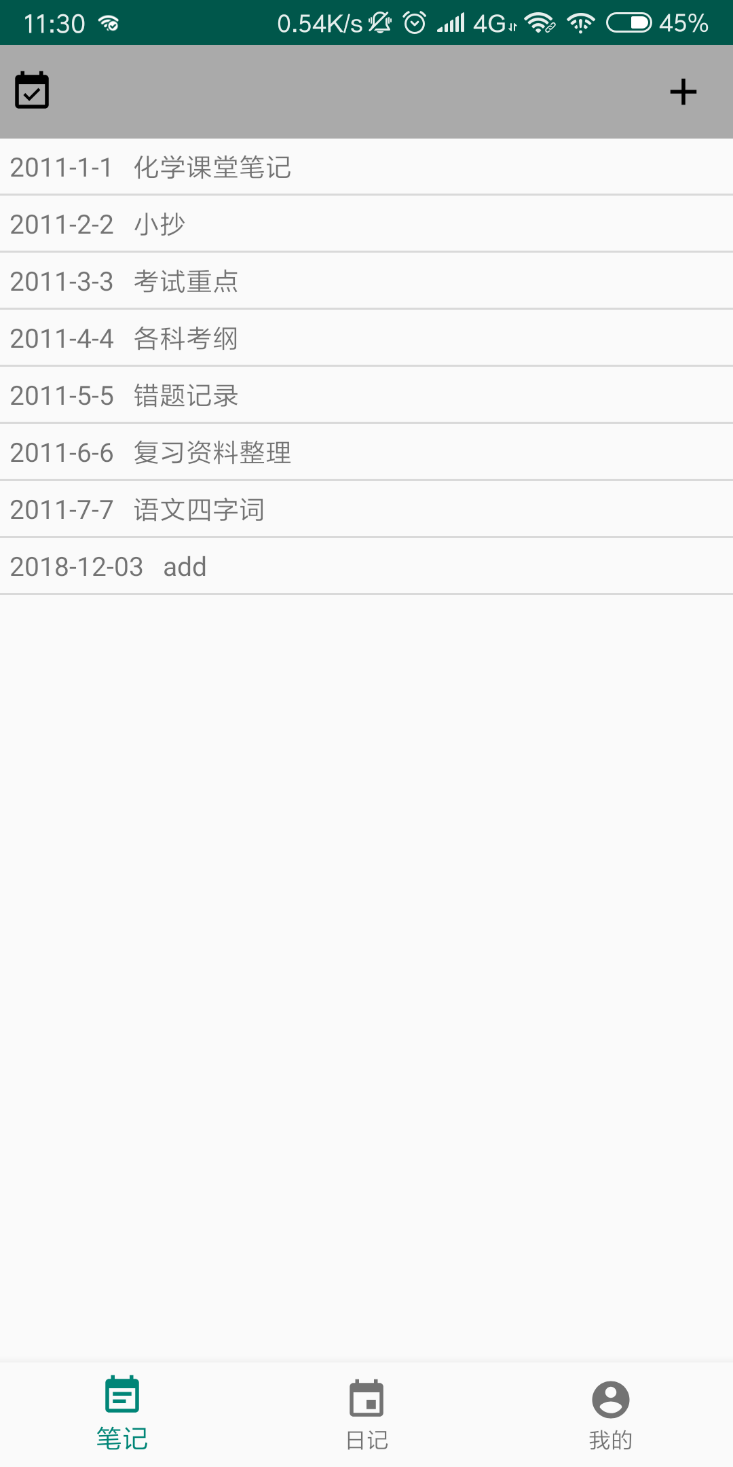 11:30 0.54K/s 4G 45%
2011-1-1 化学课堂笔记
2011-2-2 小抄
2011-3-3 考试重点
2011-4-4 各科考纲
2011-5-5 错题记录
2011-6-6 复习资料整理
2011-7-7 语文四字词
2018-12-03 add
笔记 日记 我的